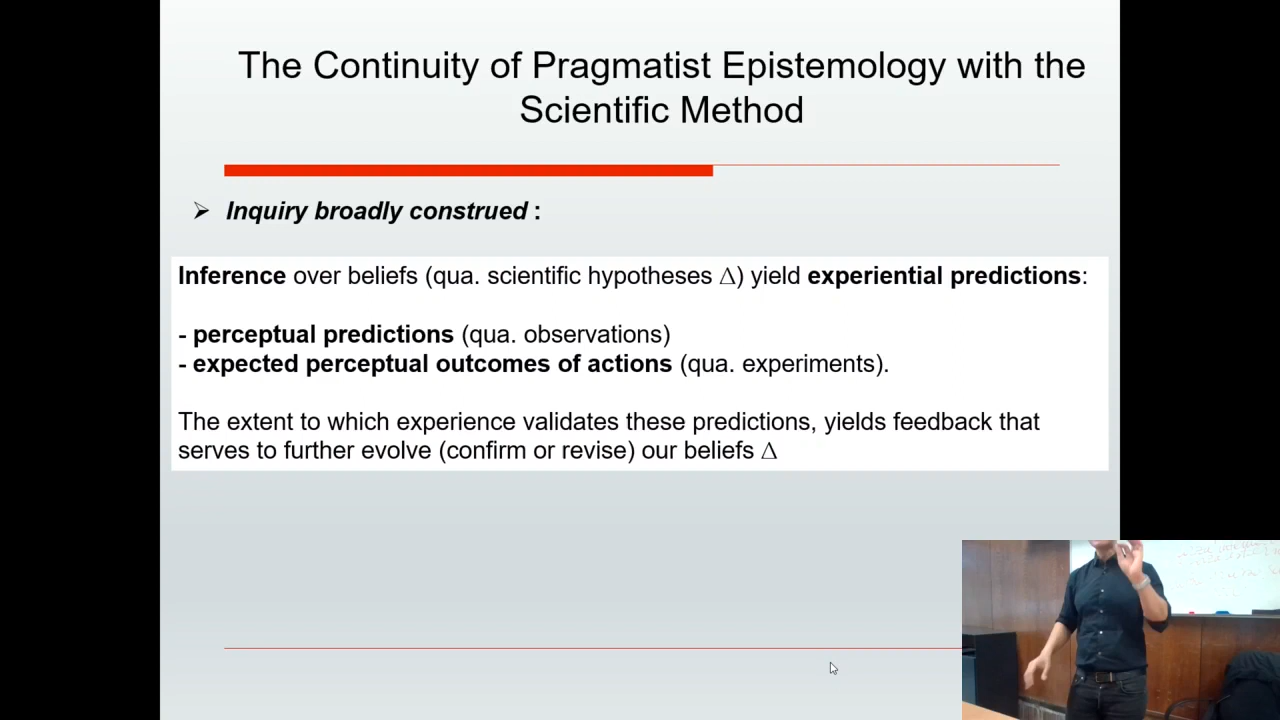 The Continuity of Pragmatist Epistemology with the
Scientific Method
Inquiry broadly construed :
Inference over beliefs (qua. scientific hypotheses Δ) yield experiential predictions:
- perceptual predictions (qua. observations)
- expected perceptual outcomes of actions (qua. experiments).
The extent to which experience validates these predictions, yields feedback that
serves to further evolve (confirm or revise) our beliefs Δ